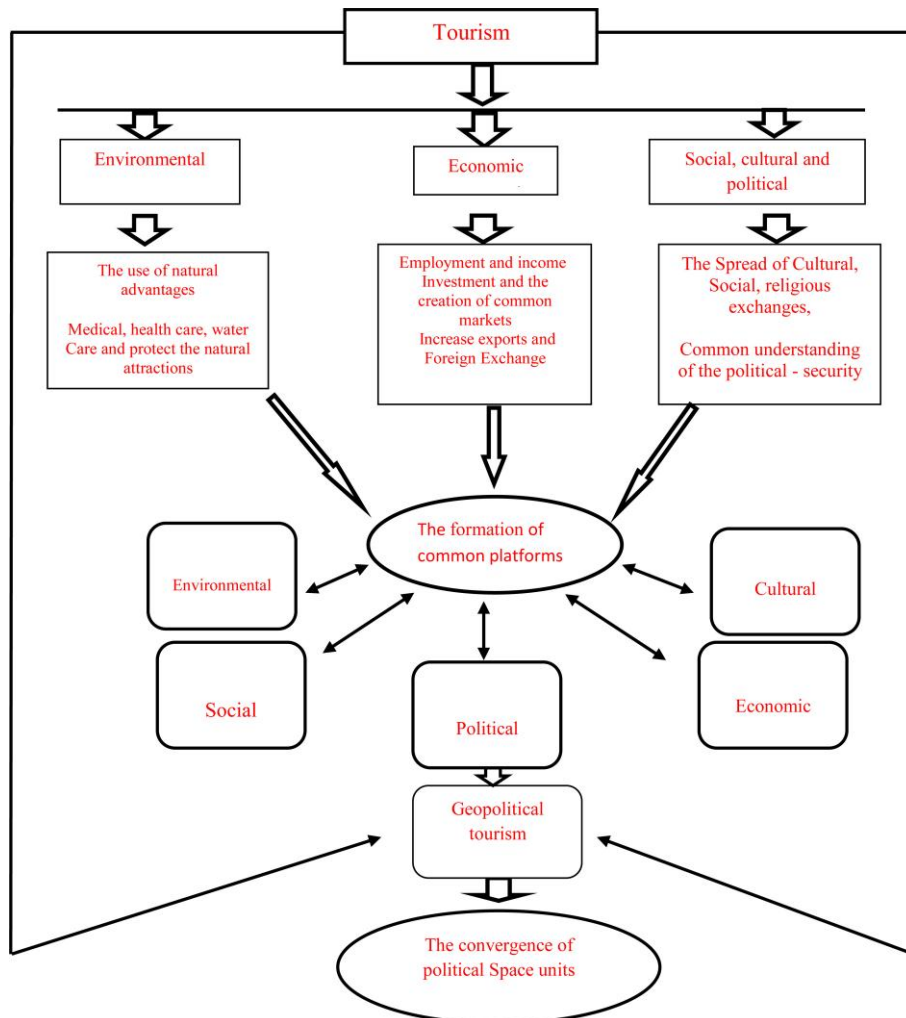 Tourism
Environmental
Economic
Social, cultural and
political
The use of natural
advantages
Medical, health care, water
Care and protect the natural
attractions
Employment and income
Investment and the
creation of common
markets
Increase exports and
Foreign Exchange
The Spread of Cultural,
Social, religious
exchanges,
Common understanding
of the political - security
The formation of
common platforms
Environmental
Cultural
Social
Political
Economic
Geopolitical
tourism
The convergence of
political Space units